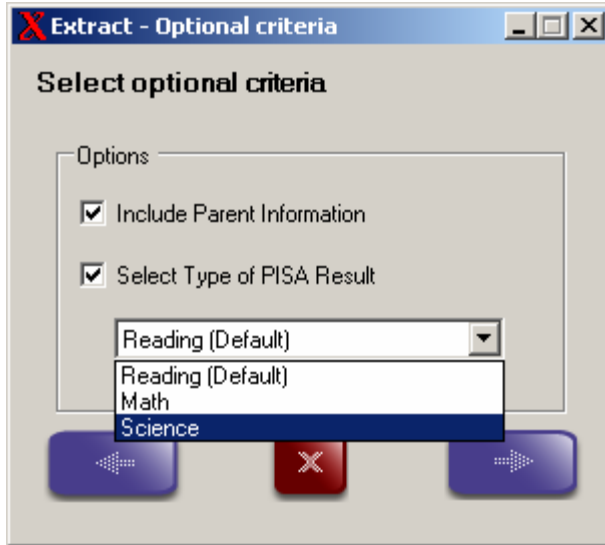 Extract - Optional criteria
Select optional criteria
Options
Include Parent Information
Select Type of PISA Result
Reading (Default)
Reading (Default)
Math
Science